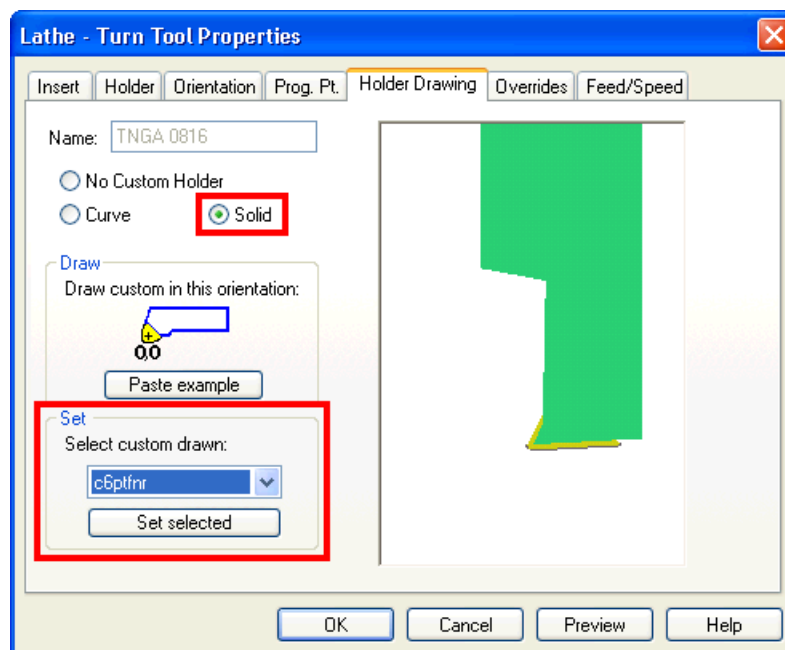 Lathe - Turn Tool Properties
Insert Holder Orientation Prog. Pt. Holder Drawing Overrides Feed/Speed
Name: TNGA 0816
No Custom Holder
Curve Solid
Draw
Draw custom in this orientation:
0,0
Paste example
Set
Select custom drawn:
c6ptfnr
Set selected
OK Cancel Preview Help